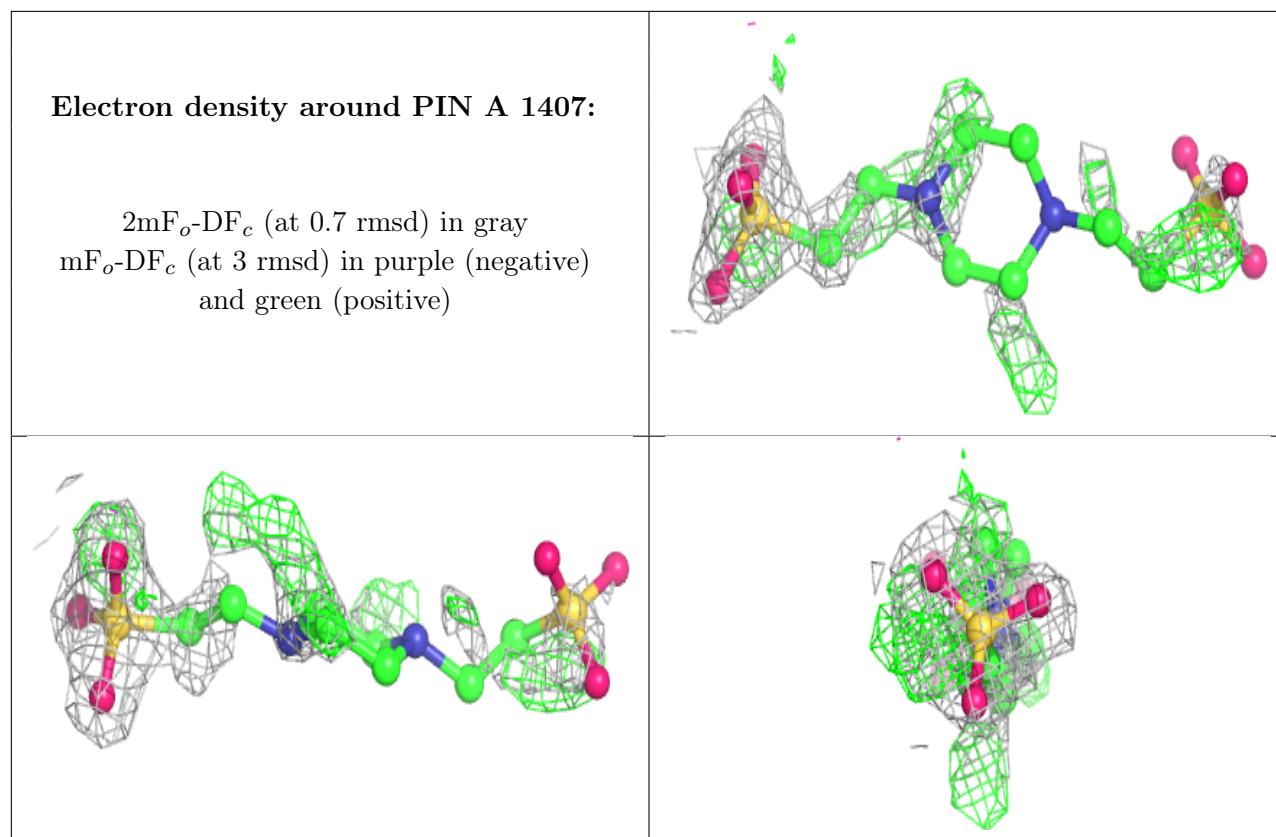 Electron density around PIN A 1407:
2mFₒ-DF𝒸 (at 0.7 rmsd) in gray
mFₒ-DF𝒸 (at 3 rmsd) in purple (negative)
and green (positive)